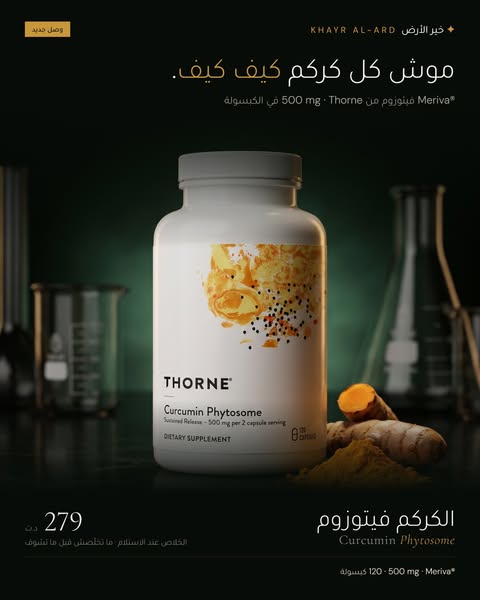 ✦ خير الأرض KHAYR AL-ARD
وصل جديد
موش كل كركم كيف كيف.
Meriva® فيتوزوم من Thorne · 500 mg في الكبسولة
THORNE®
Curcumin Phytosome
Sustained Release - 500 mg per 2 capsule serving
DIETARY SUPPLEMENT
120
CAPSULES
الكركم فيتوزوم
Curcumin Phytosome
279 د.ت
الخلاص عند الاستلام · ما تخلّصش قبل ما تشوف
Meriva® · 500 mg · 120 كبسولة